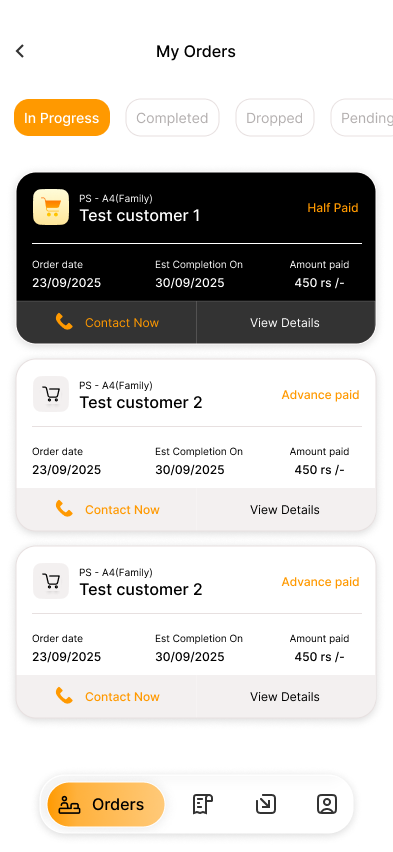 My Orders
In Progress Completed Dropped Pending
PS - A4(Family)
Test customer 1
Half Paid
Order date Est Completion On Amount paid
23/09/2025 30/09/2025 450 rs /-
Contact Now View Details
PS - A4(Family)
Test customer 2
Advance paid
Order date Est Completion On Amount paid
23/09/2025 30/09/2025 450 rs /-
Contact Now View Details
PS - A4(Family)
Test customer 2
Advance paid
Order date Est Completion On Amount paid
23/09/2025 30/09/2025 450 rs /-
Contact Now View Details
Orders